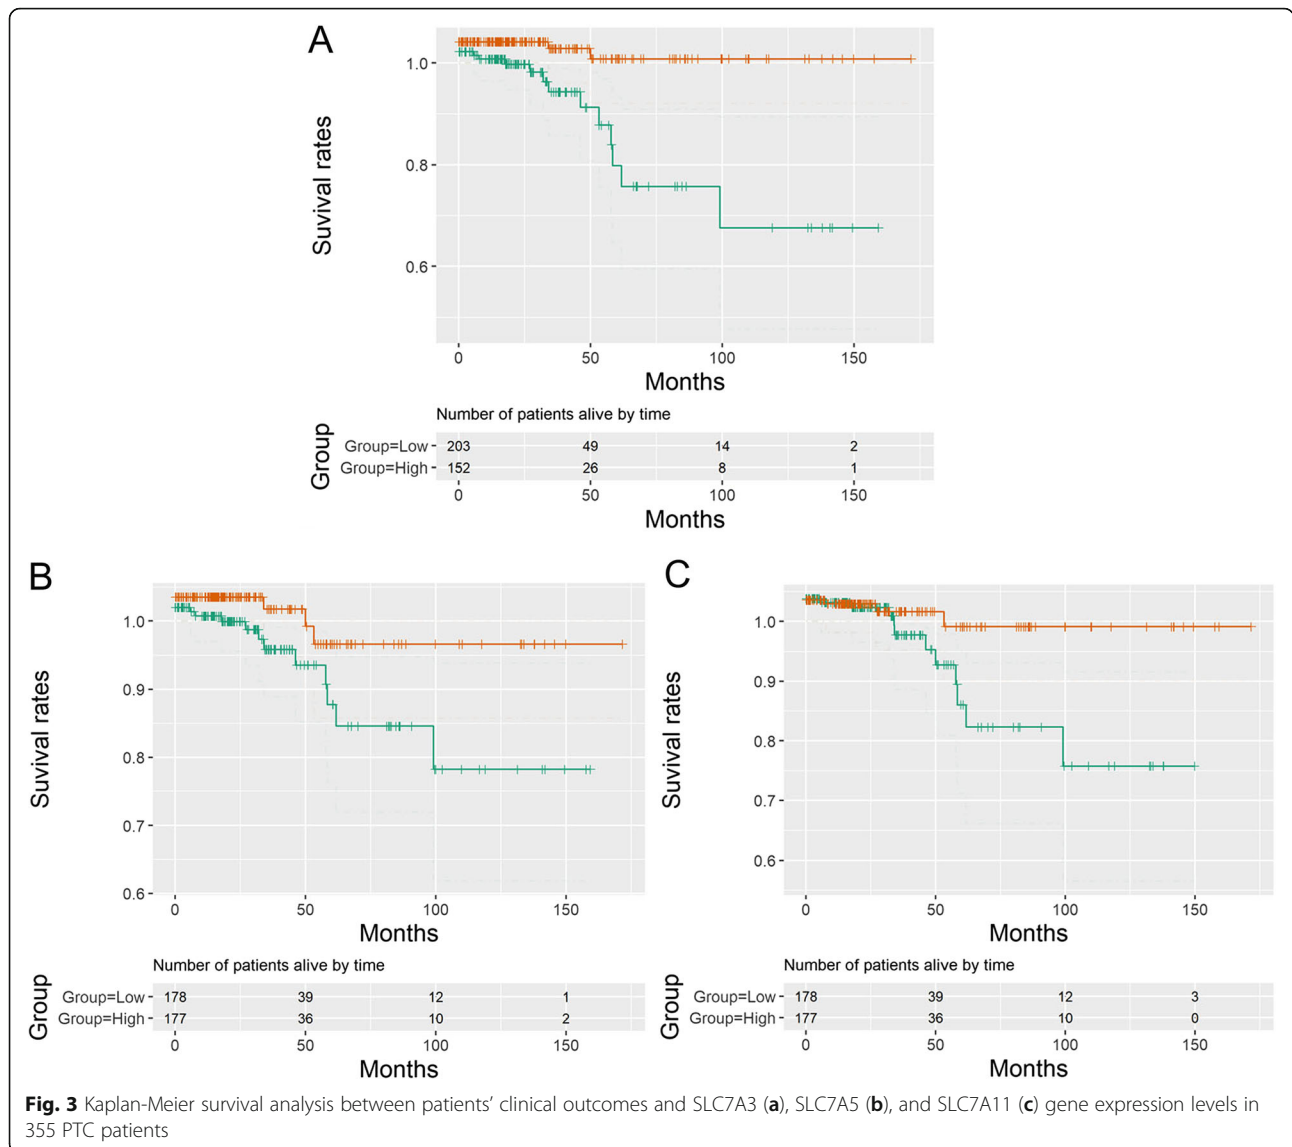 A
Suvival rates
1.0
0.8
0.6
0 50 100 150
Months
Number of patients alive by time
Group
Group=Low 203 49 14 2
Group=High 152 26 8 1
0 50 100 150
Months
B
Suvival rates
1.0
0.9
0.8
0.7
0.6
0 50 100 150
Months
Number of patients alive by time
Group
Group=Low 178 39 12 1
Group=High 177 36 10 2
0 50 100 150
Months
C
Suvival rates
1.0
0.9
0.8
0.7
0.6
0 50 100 150
Months
Number of patients alive by time
Group
Group=Low 178 39 12 3
Group=High 177 36 10 0
0 50 100 150
Months
Fig. 3 Kaplan-Meier survival analysis between patients’ clinical outcomes and SLC7A3 (a), SLC7A5 (b), and SLC7A11 (c) gene expression levels in
355 PTC patients